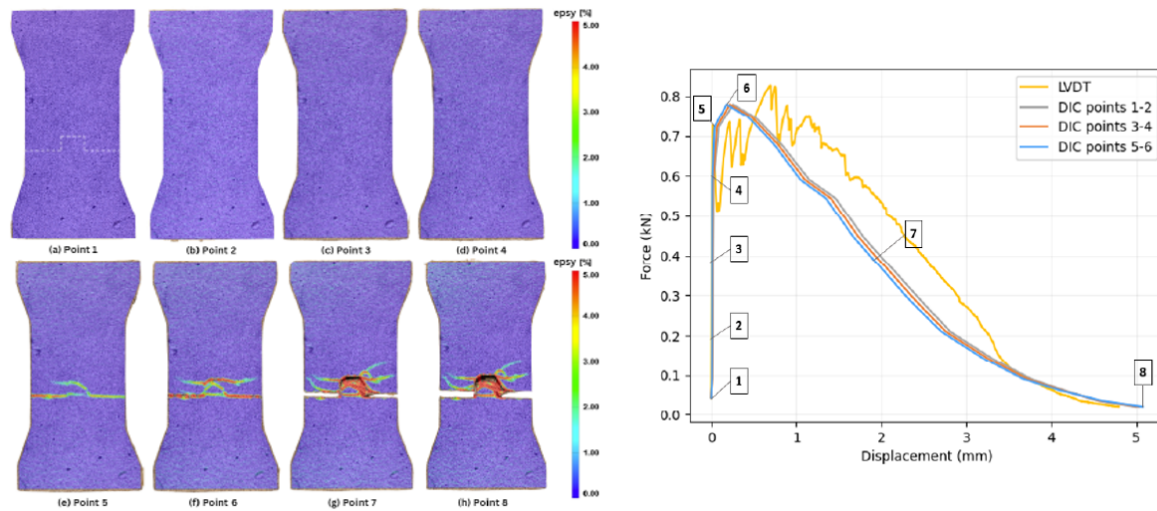 epsy [%]
5.00
4.00
2.00
1.00
0.00
(a) Point 1
(b) Point 2
(c) Point 3
(d) Point 4
epsy [%]
5.00
4.00
2.00
1.00
0.00
(e) Point 5
(f) Point 6
(g) Point 7
(h) Point 8
LVDT
DIC points 1-2
DIC points 3-4
DIC points 5-6
0.8
0.7
0.6
0.5
0.4
0.3
0.2
0.1
0.0
Force (kN)
0
1
2
3
4
5
Displacement (mm)
5
6
4
3
2
1
7
8